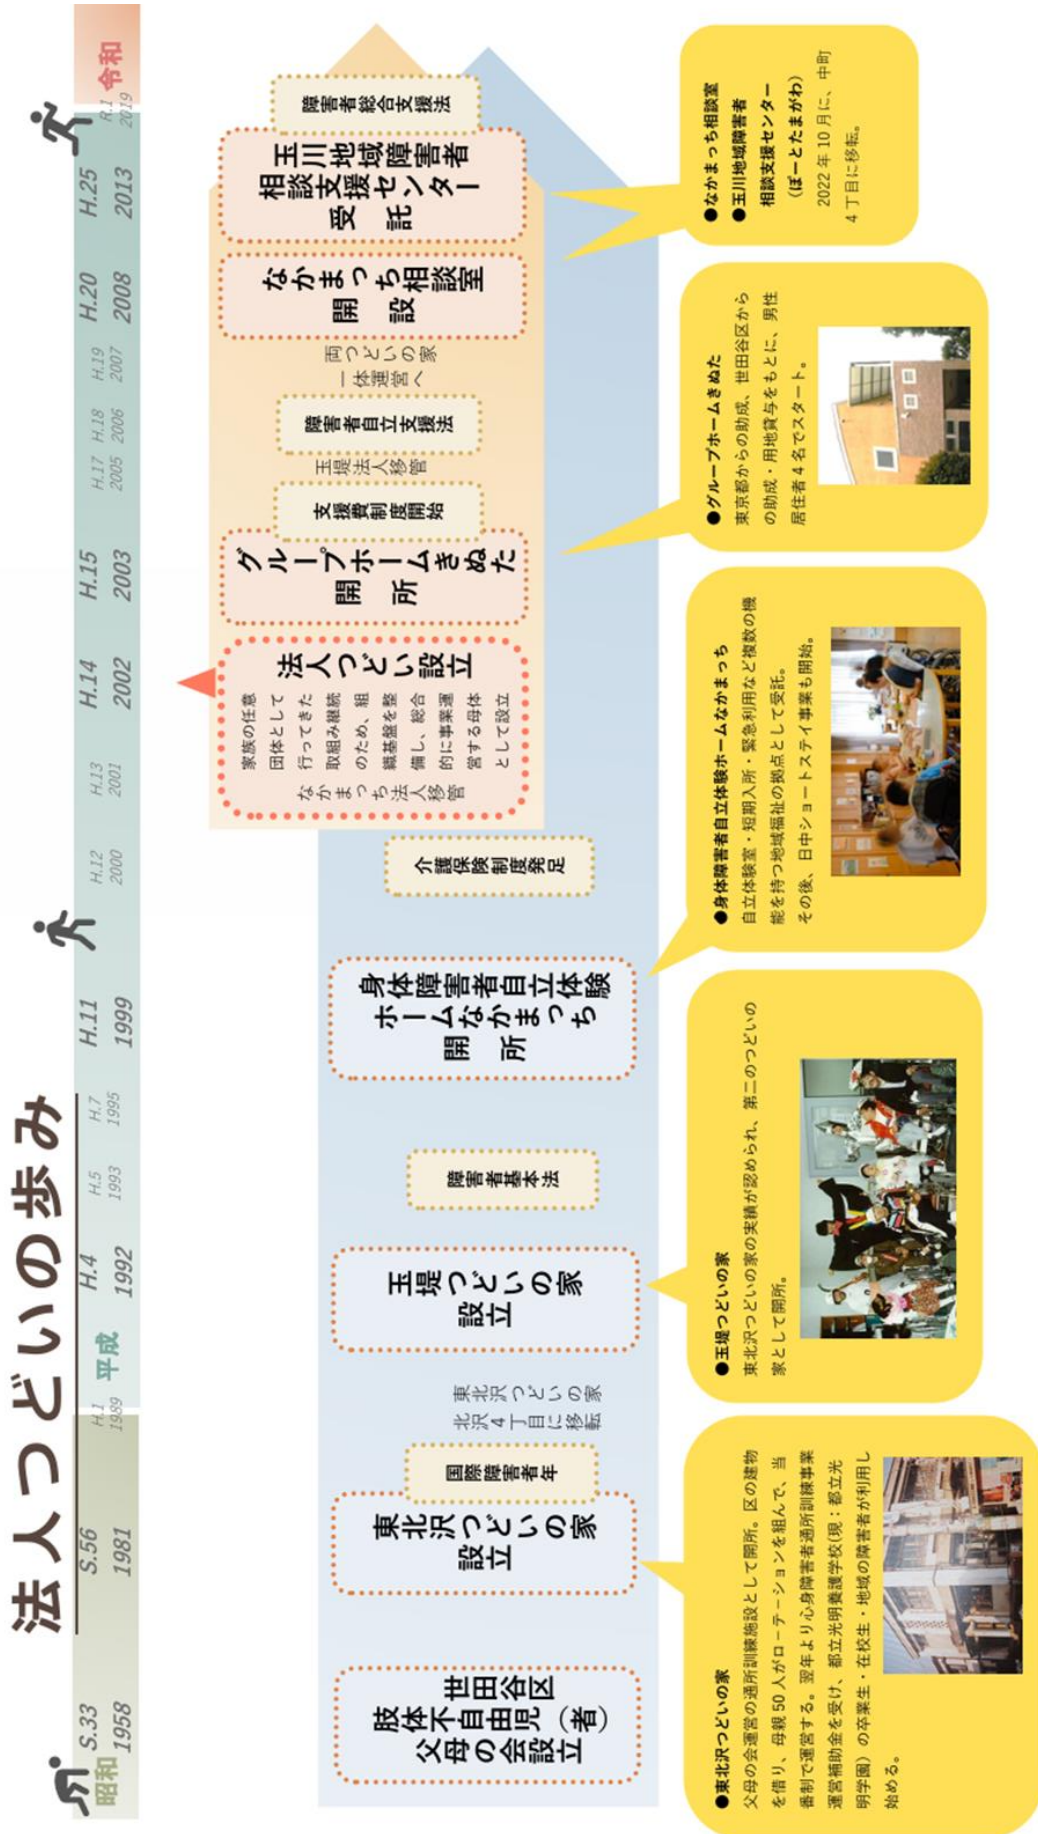 法人つどいの歩み
S.33
1958
昭和
S.56
1981
H.1
1989
平成
H.4
1992
H.5
1993
H.7
1995
H.11
1999
H.12
2000
H.13
2001
H.14
2002
H.15
2003
H.17
2005
H.18
2006
H.19
2007
H.20
2008
H.25
2013
R.1
2019
令和
世田谷区
肢体不自由児（者）
父母の会設立
東北沢つどいの家
設立
国際障害者年
東北沢つどいの家
北沢4丁目に移転
玉堤つどいの家
設立
障害者基本法
身体障害者自立体験
ホームなかまっち
開　所
介護保険制度発足
法人つどい設立
家族の任意
団体として
行ってきた
取組み継続
のため、組
織基盤を整
備し、総合
的に事業運
営する母体
として設立
なかまっち法人移管
グループホームきぬた
開　所
支援費制度開始
玉堤法人移管
障害者自立支援法
両つどいの家
一体運営へ
なかまっち相談室
開　設
玉川地域障害者
相談支援センター
受　託
障害者総合支援法
●東北沢つどいの家
父母の会運営の通所訓練施設として開所。区の建物
を借り、母親50人がローテーションを組んで、当
番制で運営する。翌年より心身障害者通所訓練事業
運営補助金を受け、都立光明養護学校(現：都立光
明学園）の卒業生・在校生・地域の障害者が利用し
始める。
●玉堤つどいの家
東北沢つどいの家の実績が認められ、第二のつどいの
家として開所。
●身体障害者自立体験ホームなかまっち
自立体験室・短期入所・緊急利用など複数の機
能を持つ地域福祉の拠点として受託。
その後、日中ショートステイ事業も開始。
●グループホームきぬた
東京都からの助成、世田谷区から
の助成・用地貸与をもとに、男性
居住者4名でスタート。
●なかまっち相談室
●玉川地域障害者
相談支援センター
（ぽーとたまがわ）
2022年10月に、中町
4丁目に移転。